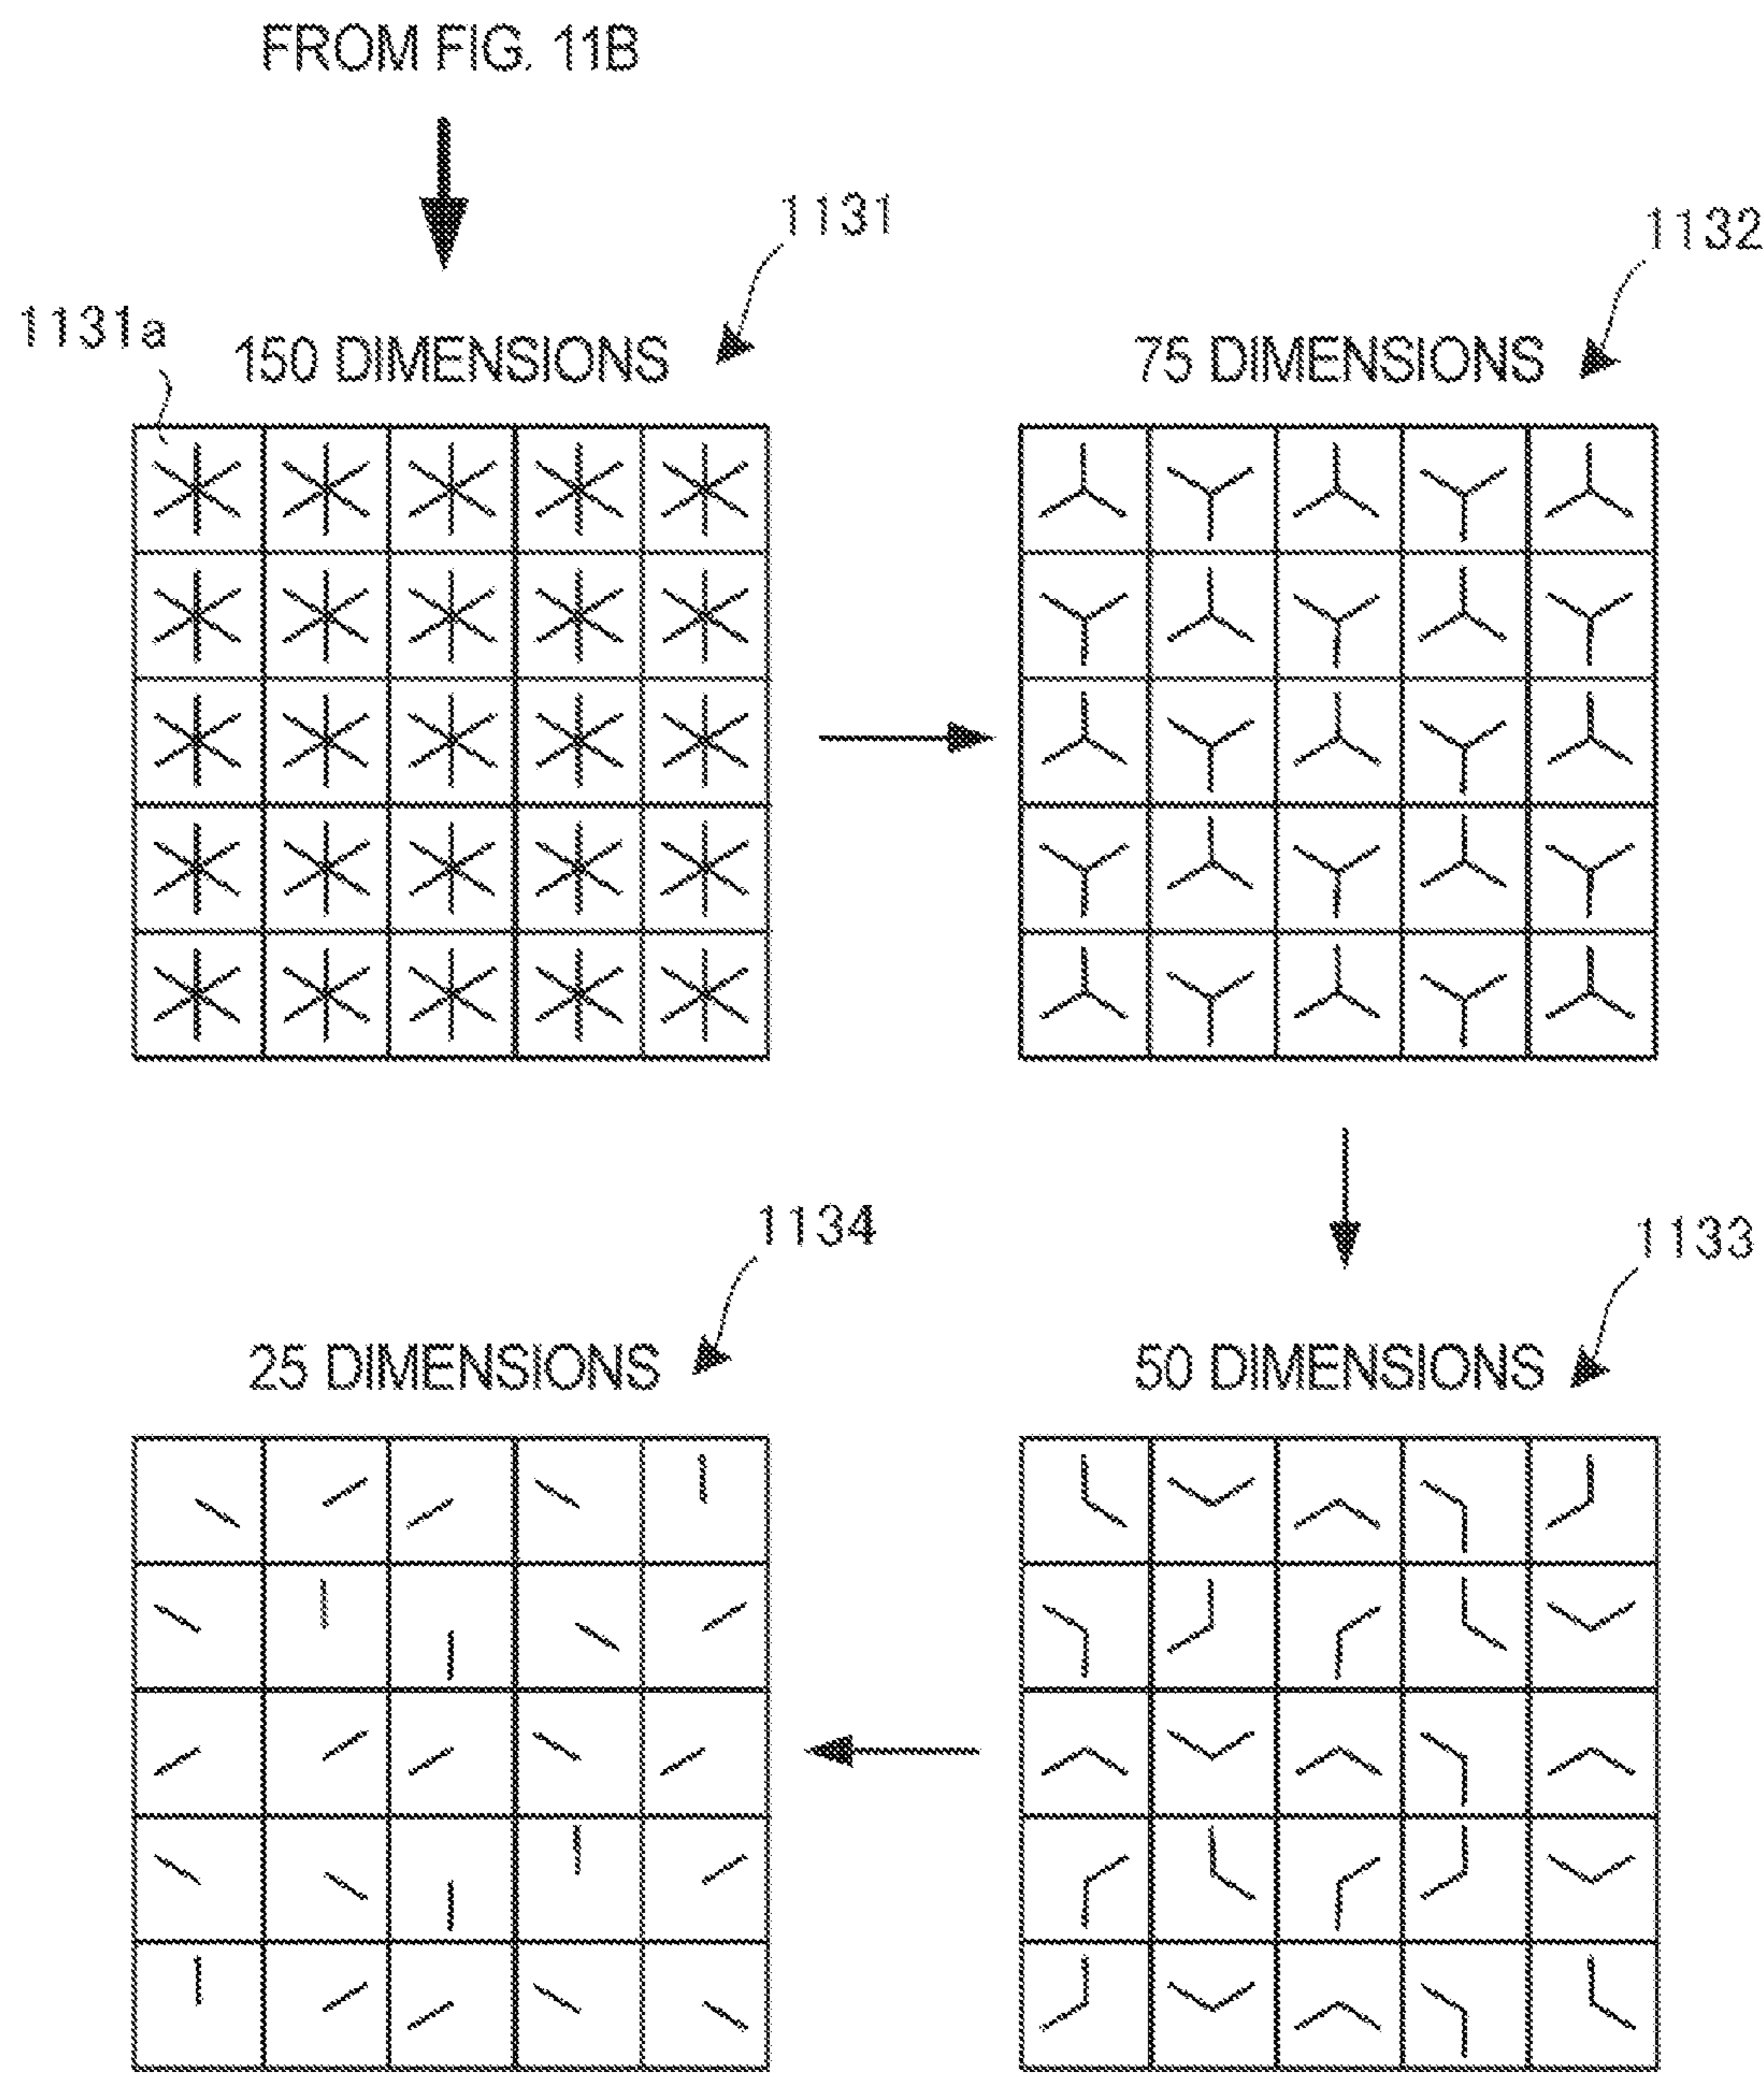 FROM FIG. 11B
1131
1132
1131a
150 DIMENSIONS
75 DIMENSIONS
1134
1133
25 DIMENSIONS
50 DIMENSIONS